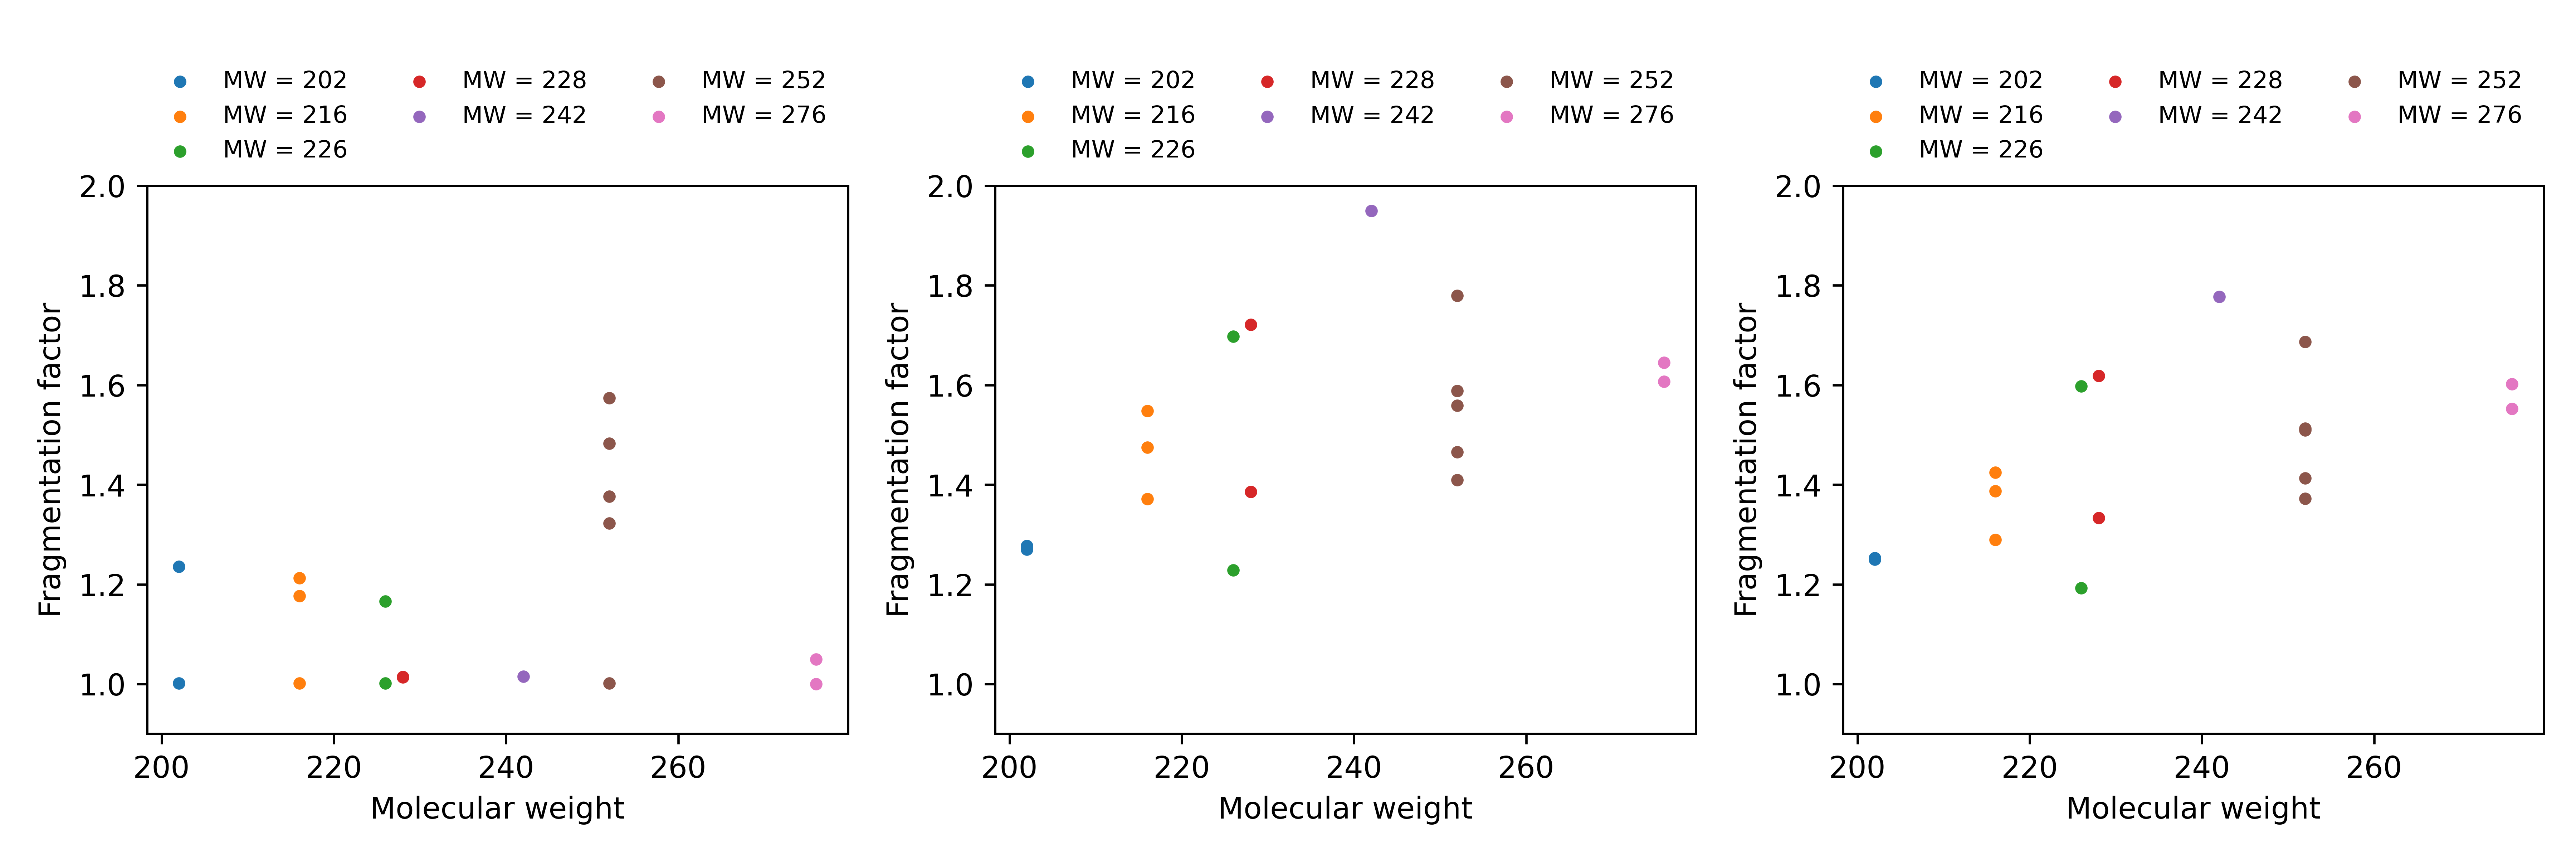 MW = 202
MW = 228
MW = 252
MW = 216
MW = 242
MW = 276
MW = 226
2.0
1.8
1.6
1.4
1.2
1.0
Fragmentation factor
200
220
240
260
Molecular weight
MW = 202
MW = 228
MW = 252
MW = 216
MW = 242
MW = 276
MW = 226
2.0
1.8
1.6
1.4
1.2
1.0
Fragmentation factor
200
220
240
260
Molecular weight
MW = 202
MW = 228
MW = 252
MW = 216
MW = 242
MW = 276
MW = 226
2.0
1.8
1.6
1.4
1.2
1.0
Fragmentation factor
200
220
240
260
Molecular weight